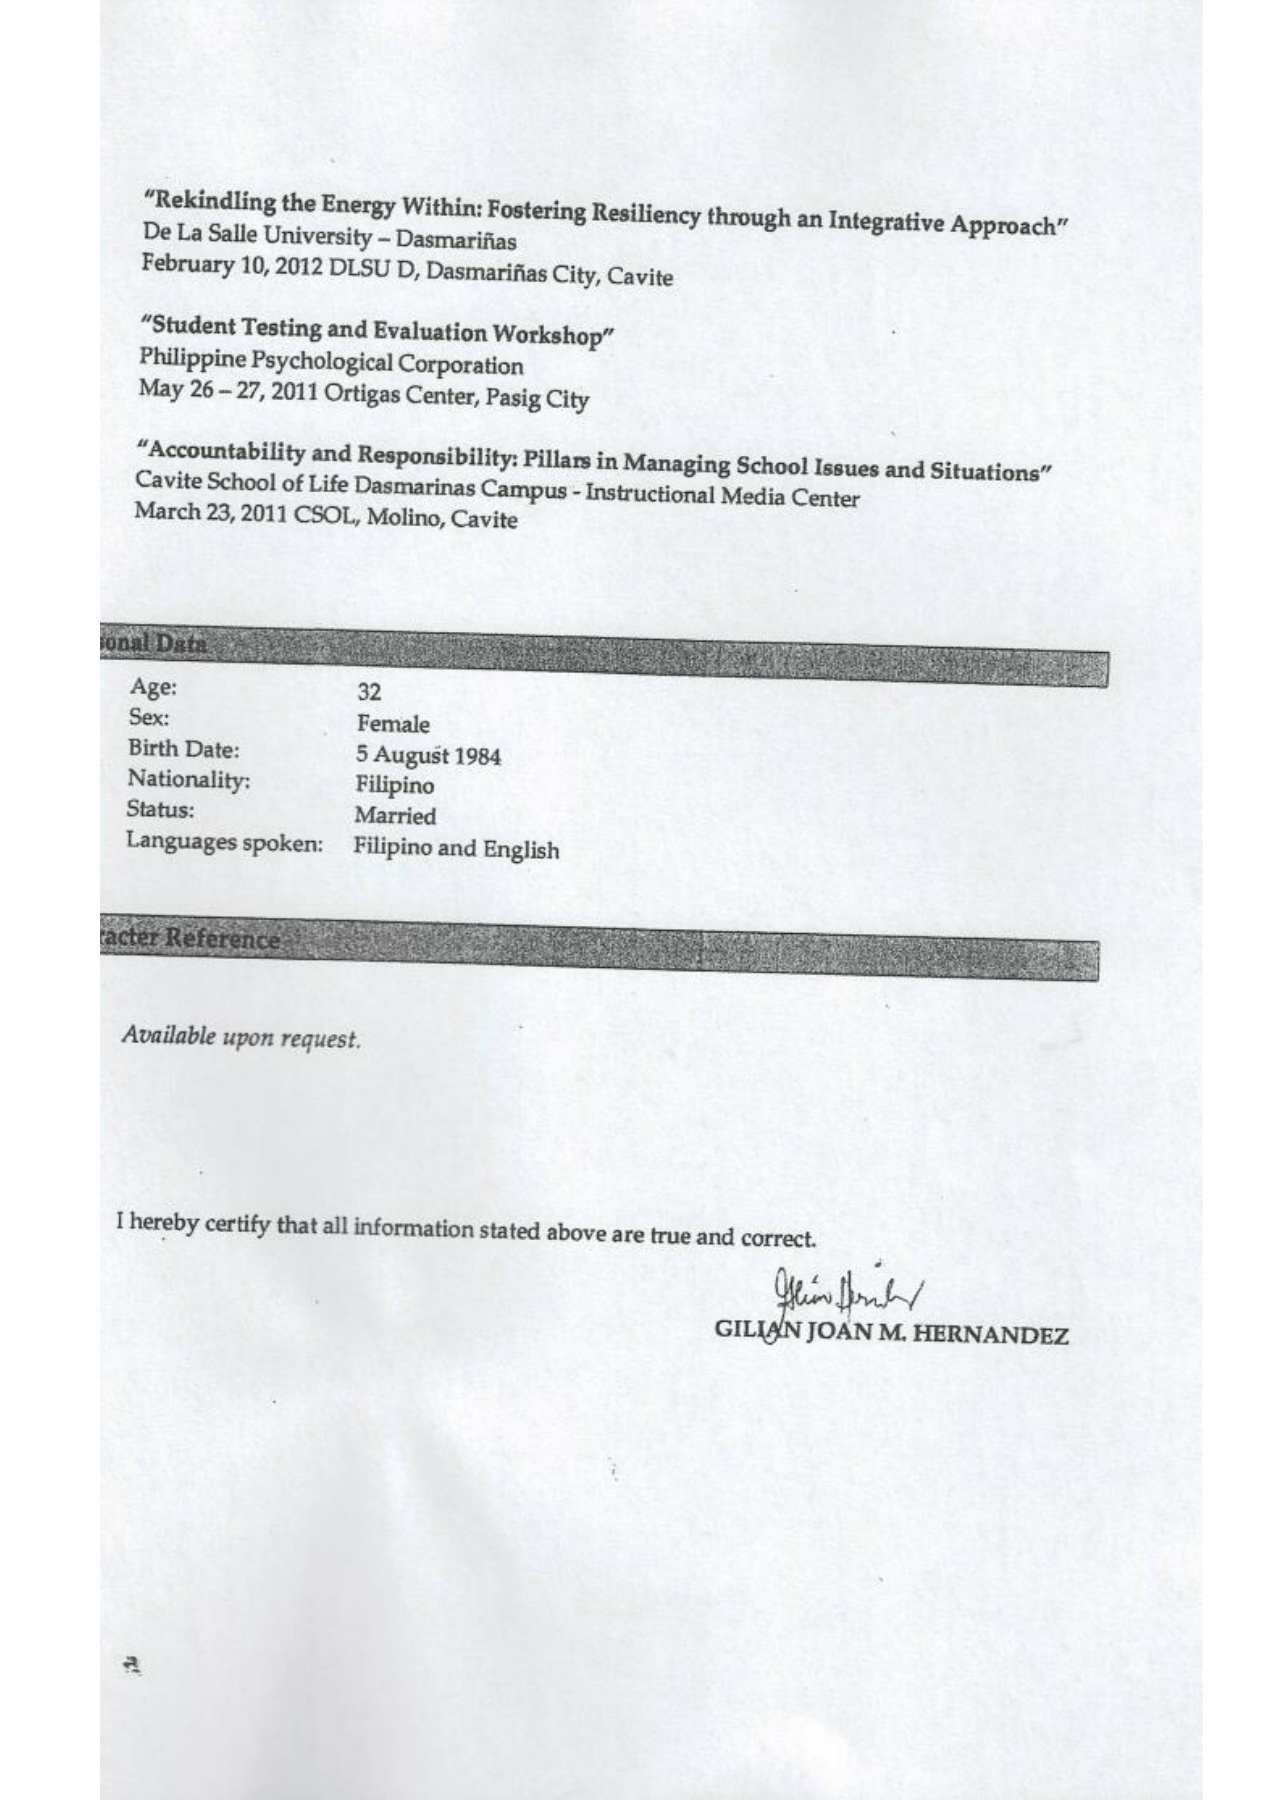 "Rekindling the Energy Within: Fostering Resiliency through an Integrative Approach"
De La Salle University – Dasmariñas
February 10, 2012 DLSU D, Dasmariñas City, Cavite
"Student Testing and Evaluation Workshop"
Philippine Psychological Corporation
May 26 – 27, 2011 Ortigas Center, Pasig City
"Accountability and Responsibility: Pillars in Managing School Issues and Situations"
Cavite School of Life Dasmarinas Campus - Instructional Media Center
March 23, 2011 CSOL, Molino, Cavite
onal Data
Age: 32
Sex: Female
Birth Date: 5 August 1984
Nationality: Filipino
Status: Married
Languages spoken: Filipino and English
racter Reference
Available upon request.
I hereby certify that all information stated above are true and correct.
GILIAN JOAN M. HERNANDEZ